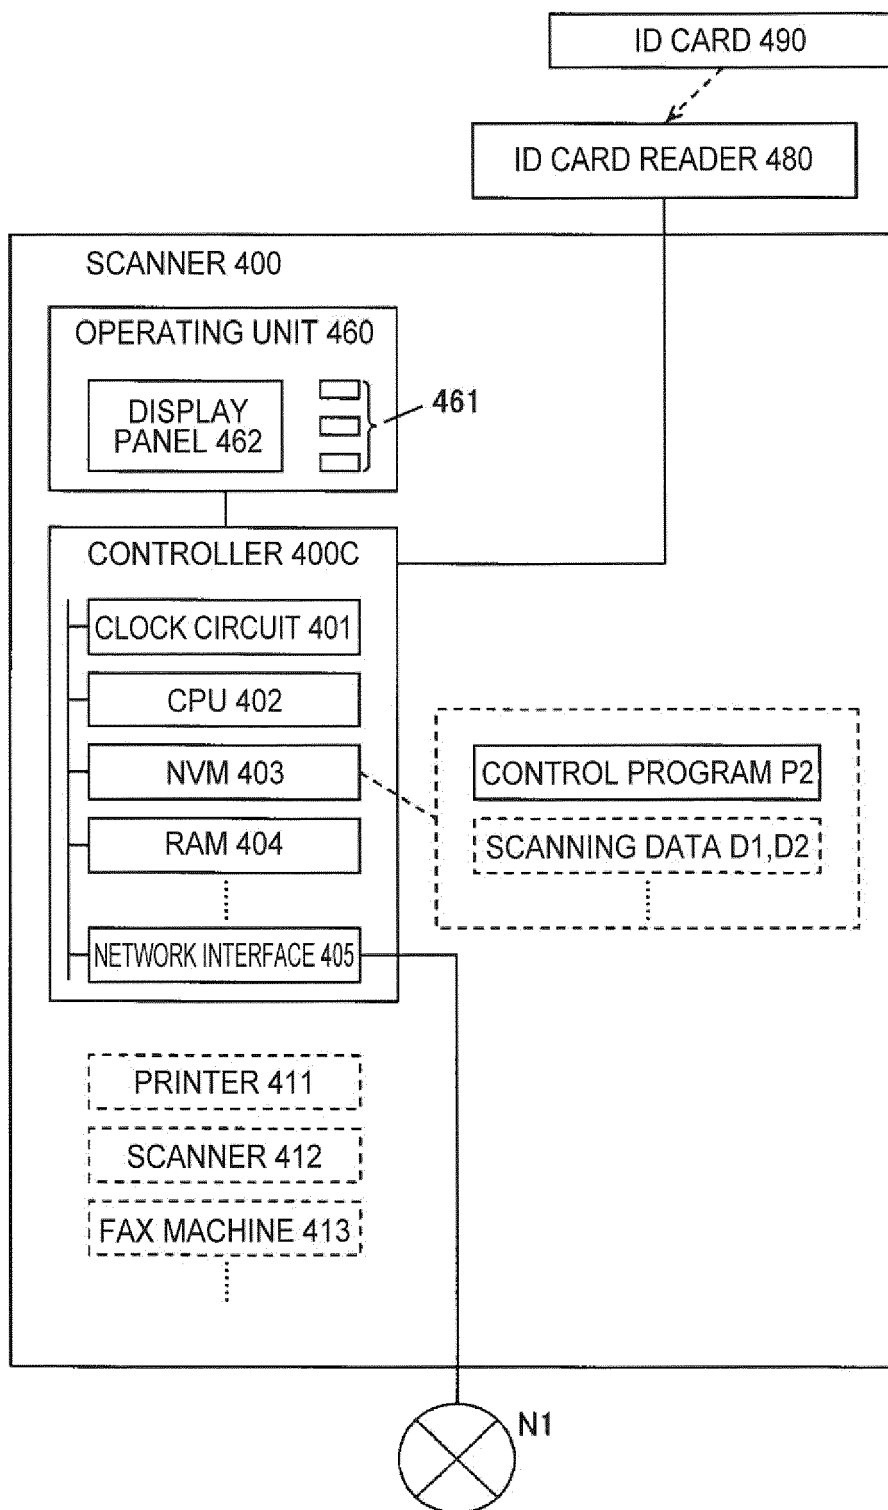 ID CARD 490
ID CARD READER 480
SCANNER 400
OPERATING UNIT 460
DISPLAY
PANEL 462
461
CONTROLLER 400C
CLOCK CIRCUIT 401
CPU 402
NVM 403
CONTROL PROGRAM P2
RAM 404
SCANNING DATA D1,D2
NETWORK INTERFACE 405
PRINTER 411
SCANNER 412
FAX MACHINE 413
N1